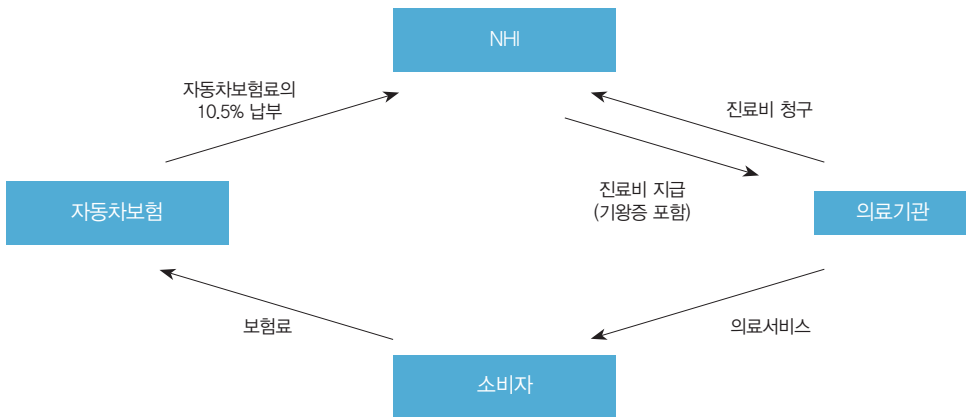 NHI
자동차보험료의
10.5% 납부
진료비 청구
진료비 지급
(기왕증 포함)
자동차보험
의료기관
보험료
의료서비스
소비자